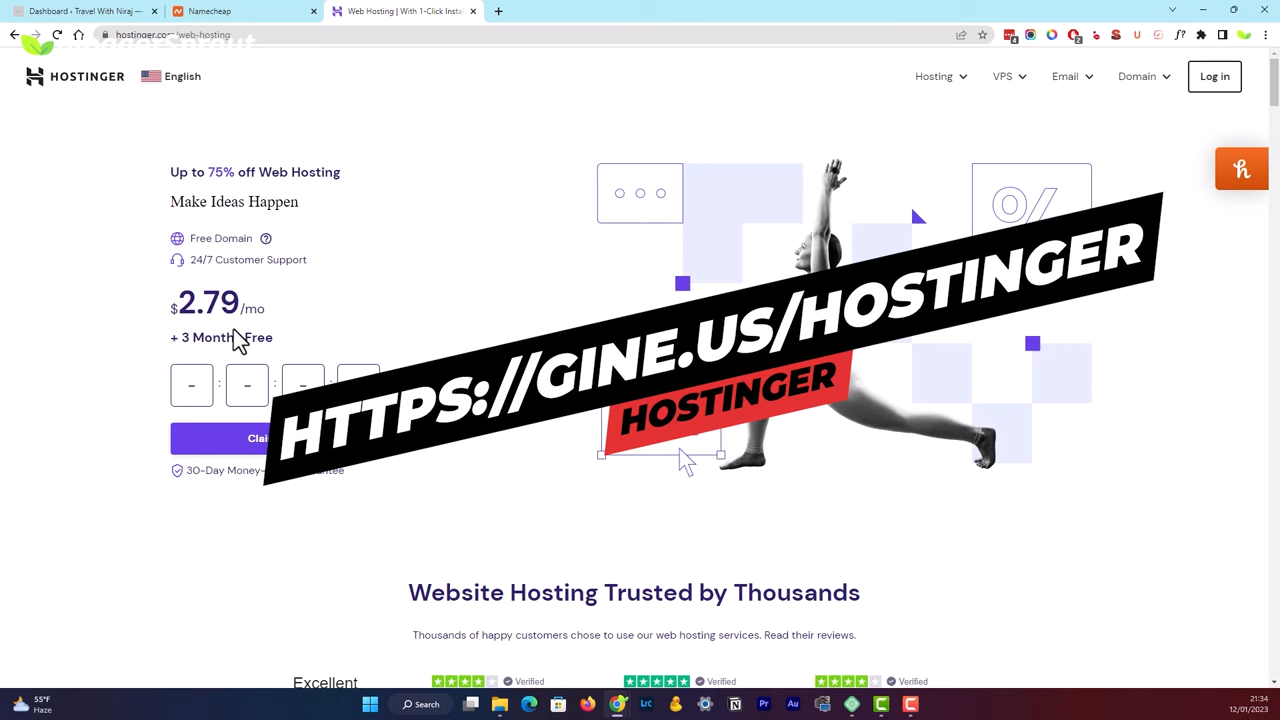 Dashboard ‹ Travel With Niraj —
Namecheap
Web Hosting | With 1-Click Insta
hostinger.com/web-hosting
HOSTINGER
English
Hosting
VPS
Email
Domain
Log in
Up to 75% off Web Hosting
Make Ideas Happen
Free Domain
24/7 Customer Support
$2.79/mo
+ 3 Month Free
%
HTTPS://GINE.US/HOSTINGER
HOSTINGER
30-Day Money-
Website Hosting Trusted by Thousands
Thousands of happy customers chose to use our web hosting services. Read their reviews.
Excellent
Verified
Verified
Verified
55°F
Haze
Search
21:34
12/01/2023